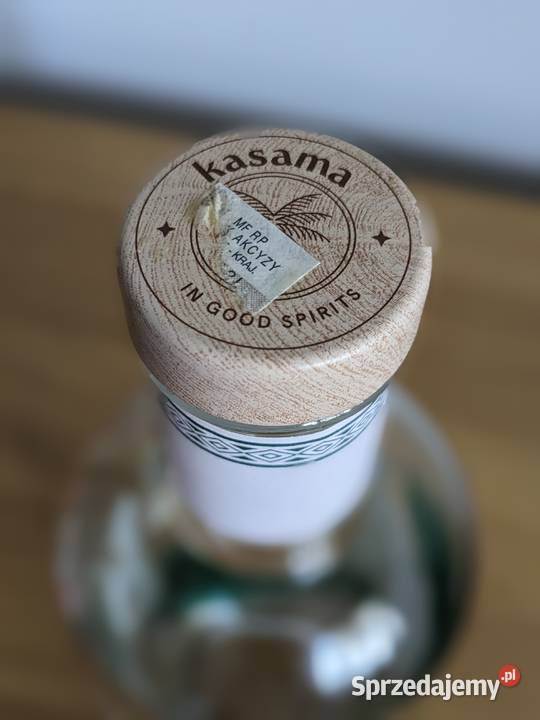 kasama
MF RP
AKCYZY
KRAJ.
IN GOOD SPIRITS
Sprzedajemy.pl